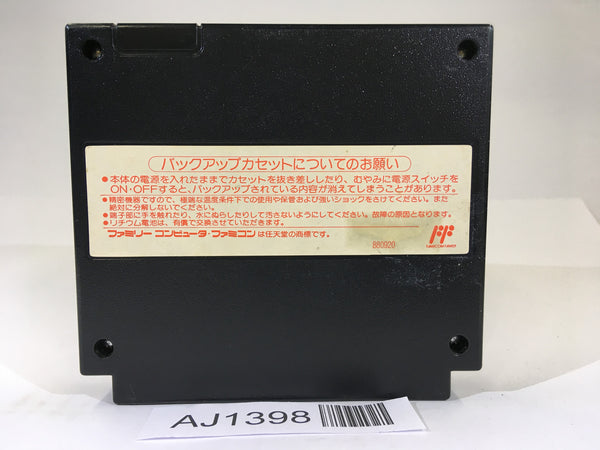 バックアップカセットについてのお願い
●本体の電源を入れたままでカセットを抜き差ししたり、むやみに電源スイッチを
ON・OFFすると、バックアップされている内容が消えてしまうことがあります。
●精密機器ですので、極端な温度条件下での使用や保管および強いショックをさけてください。また
絶対に分解しないでください。
●端子部に手を触れたり、水にぬらしたりして汚さないようにしてください。故障の原因となります。
●リチウム電池は、有償で交換させていただきます。
ファミリー コンピュータ・ファミコン は任天堂の商標です。
880920
FAMICOM FAMILY
AJ1398